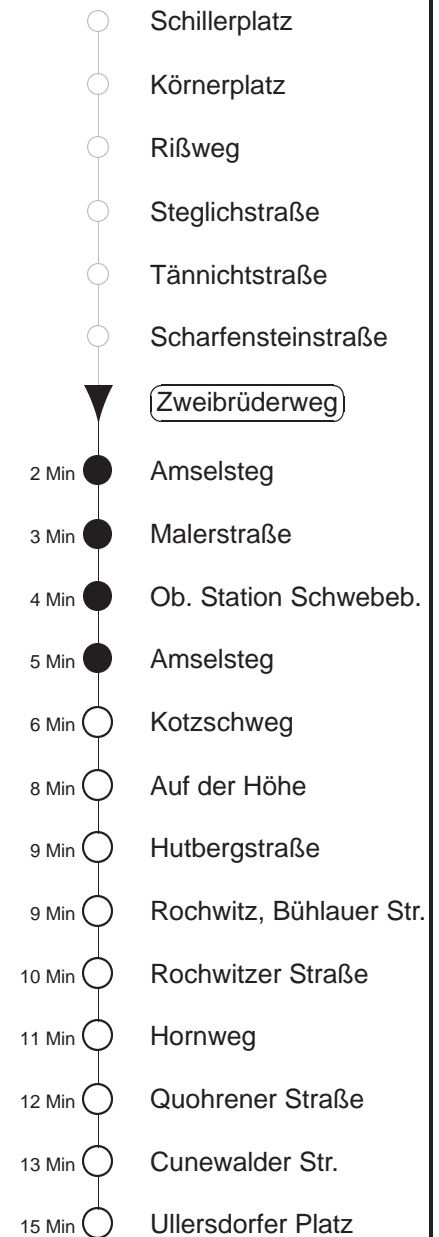 Schillerplatz
Körnerplatz
Rißweg
Steglichstraße
Tännichtstraße
Scharfensteinstraße
Zweibrüderweg
2 Min Amselsteg
3 Min Malerstraße
4 Min Ob. Station Schwebeb.
5 Min Amselsteg
6 Min Kotzschweg
8 Min Auf der Höhe
9 Min Hutbergstraße
9 Min Rochwitz, Bühlauer Str.
10 Min Rochwitzer Straße
11 Min Hornweg
12 Min Quohrener Straße
13 Min Cunewalder Str.
15 Min Ullersdorfer Platz